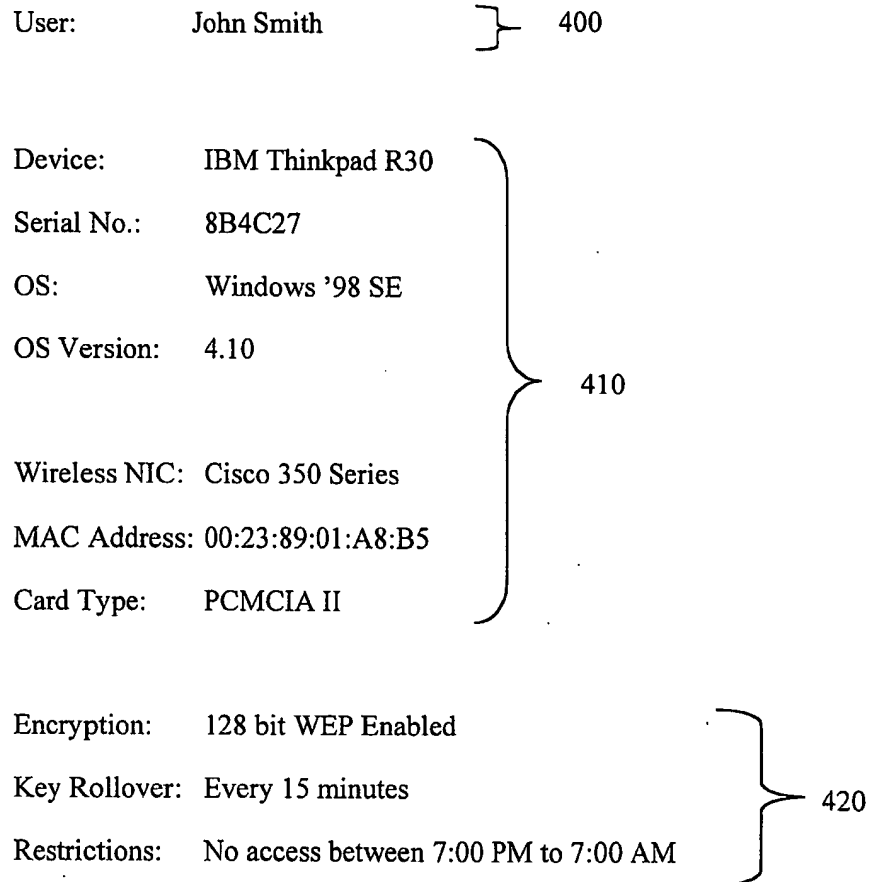 User: John Smith 400
Device: IBM Thinkpad R30
Serial No.: 8B4C27
OS: Windows '98 SE
OS Version: 4.10
410
Wireless NIC: Cisco 350 Series
MAC Address: 00:23:89:01:A8:B5
Card Type: PCMCIA II
Encryption: 128 bit WEP Enabled
Key Rollover: Every 15 minutes
420
Restrictions: No access between 7:00 PM to 7:00 AM